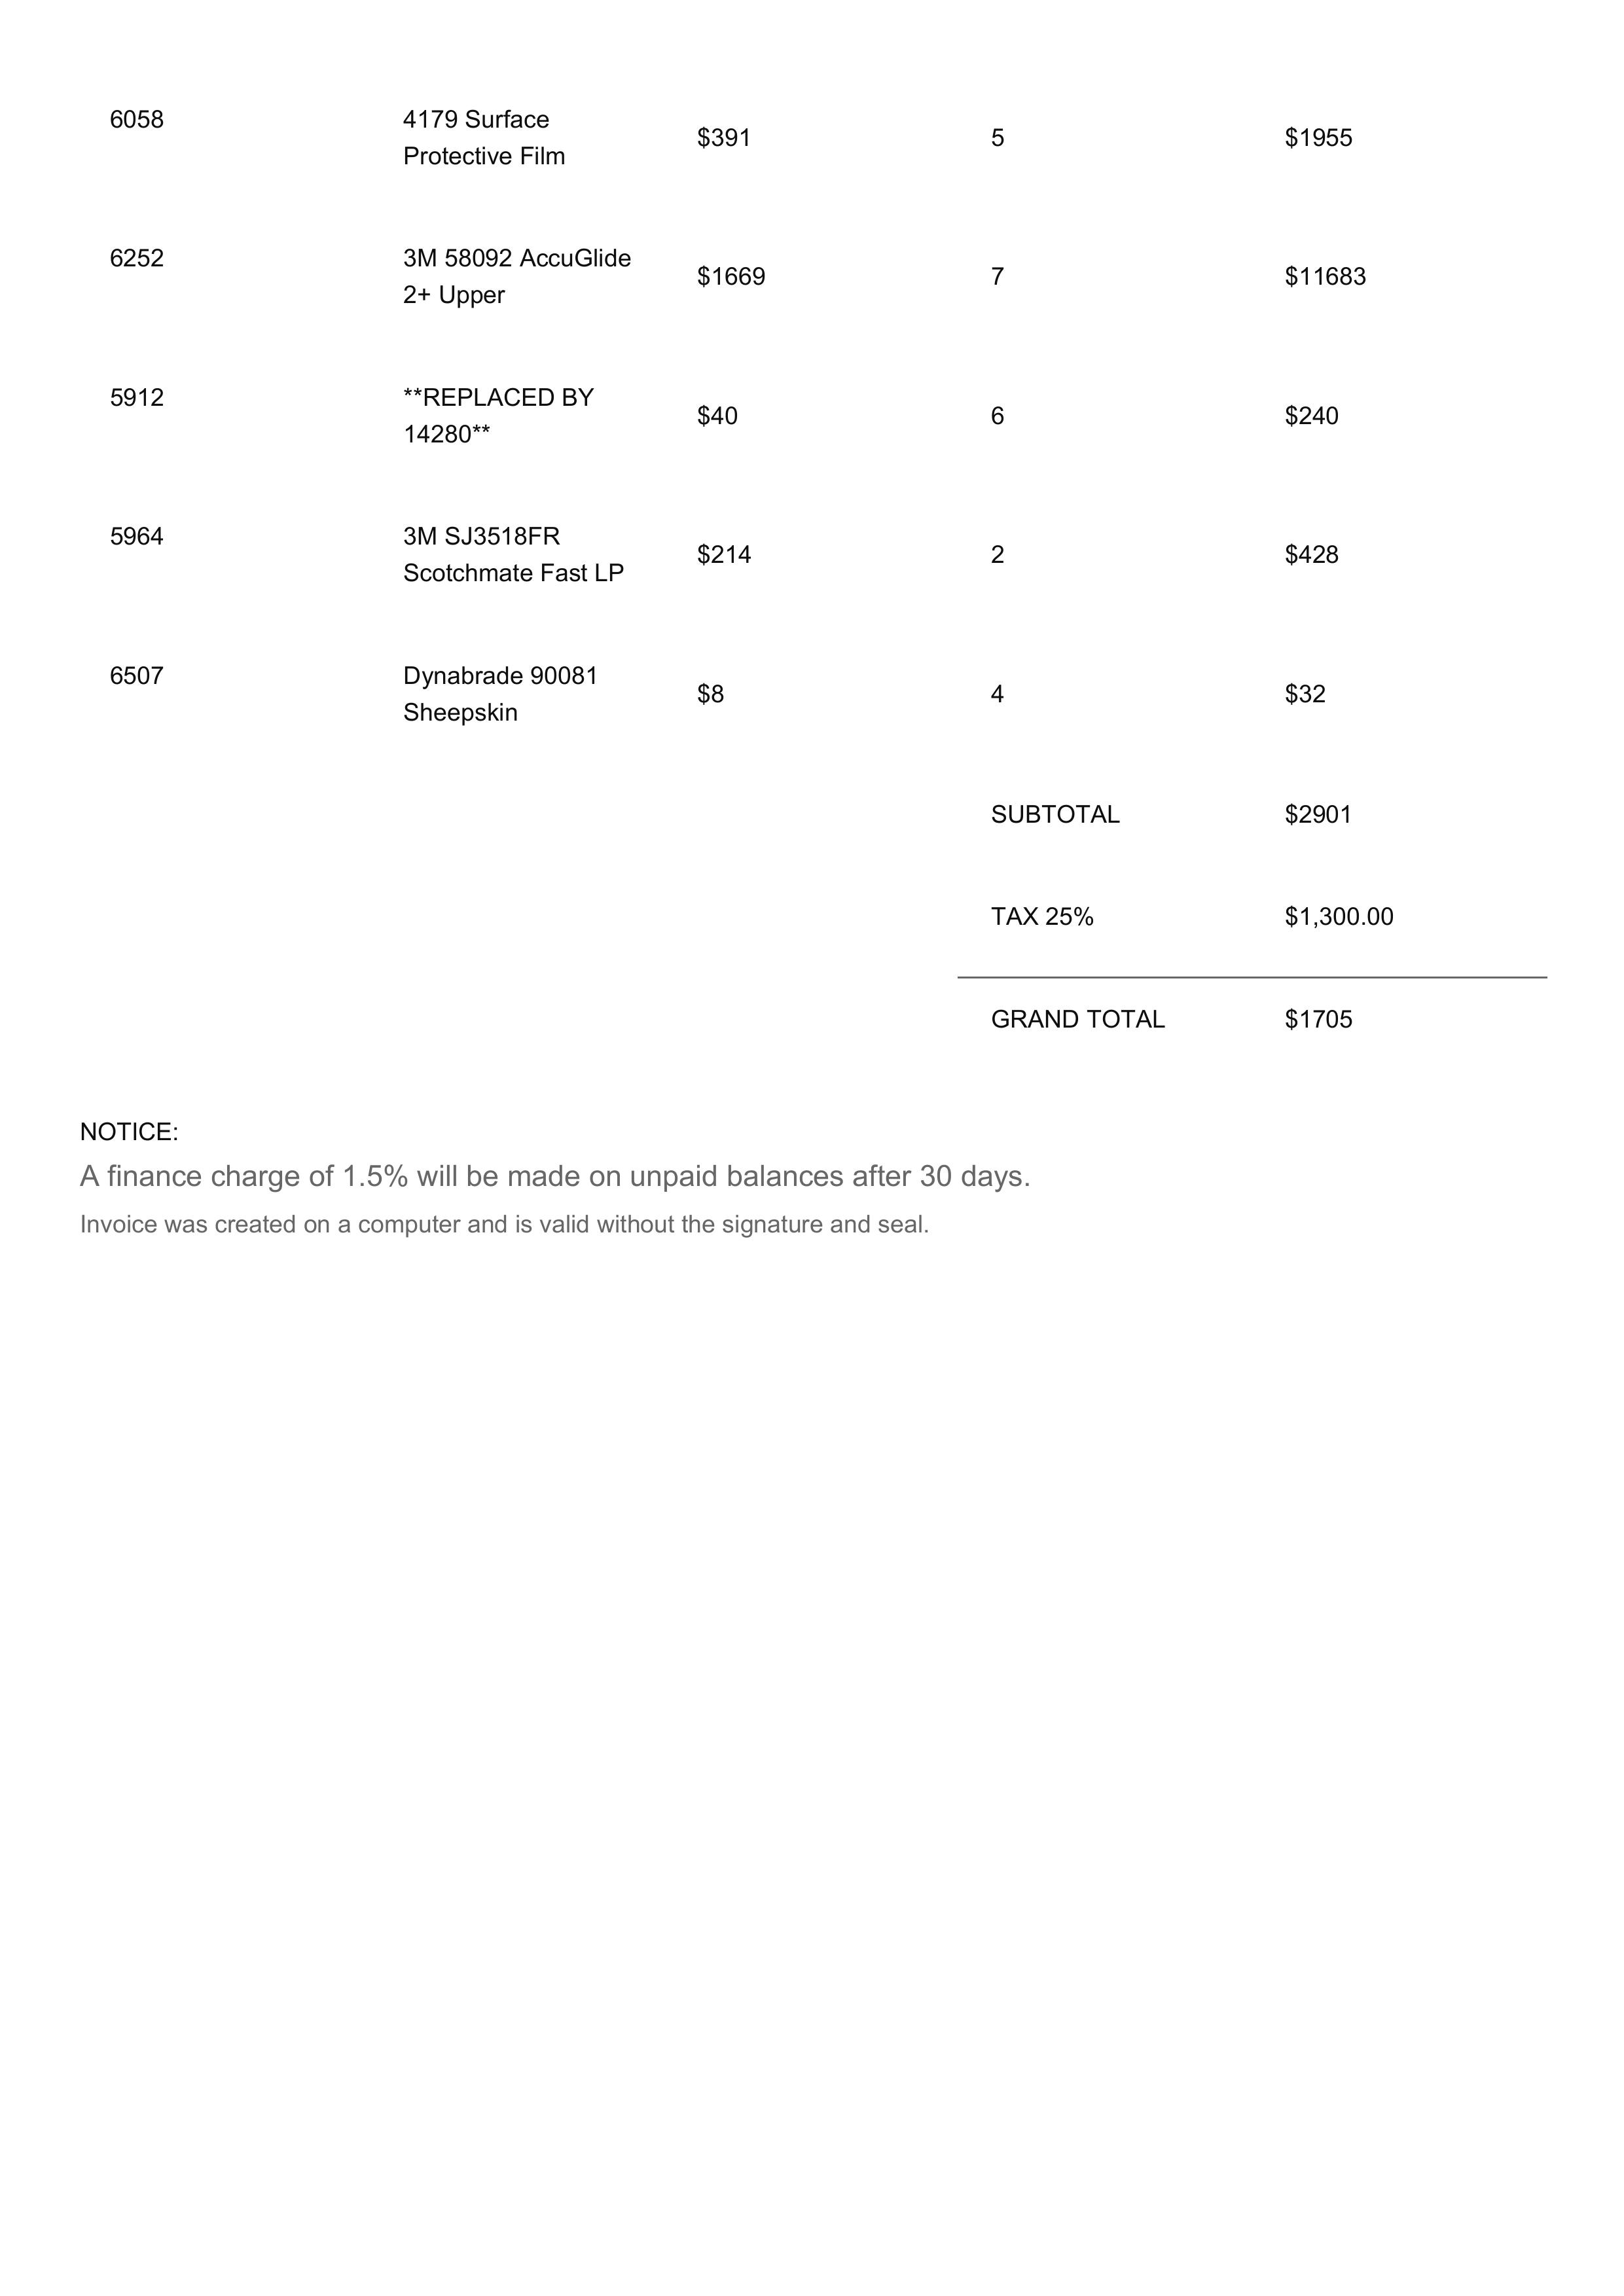 6058 4179 Surface $391 5 $1955
Protective Film
6252 3M 58092 AccuGlide $1669 7 $11683
2+ Upper
5912 **REPLACED BY $40 6 $240
14280**
5964 3M SJ3518FR $214 2 $428
Scotchmate Fast LP
6507 Dynabrade 90081 $8 4 $32
Sheepskin
SUBTOTAL $2901
TAX 25% $1,300.00
GRAND TOTAL $1705
NOTICE:
A finance charge of 1.5% will be made on unpaid balances after 30 days.
Invoice was created on a computer and is valid without the signature and seal.